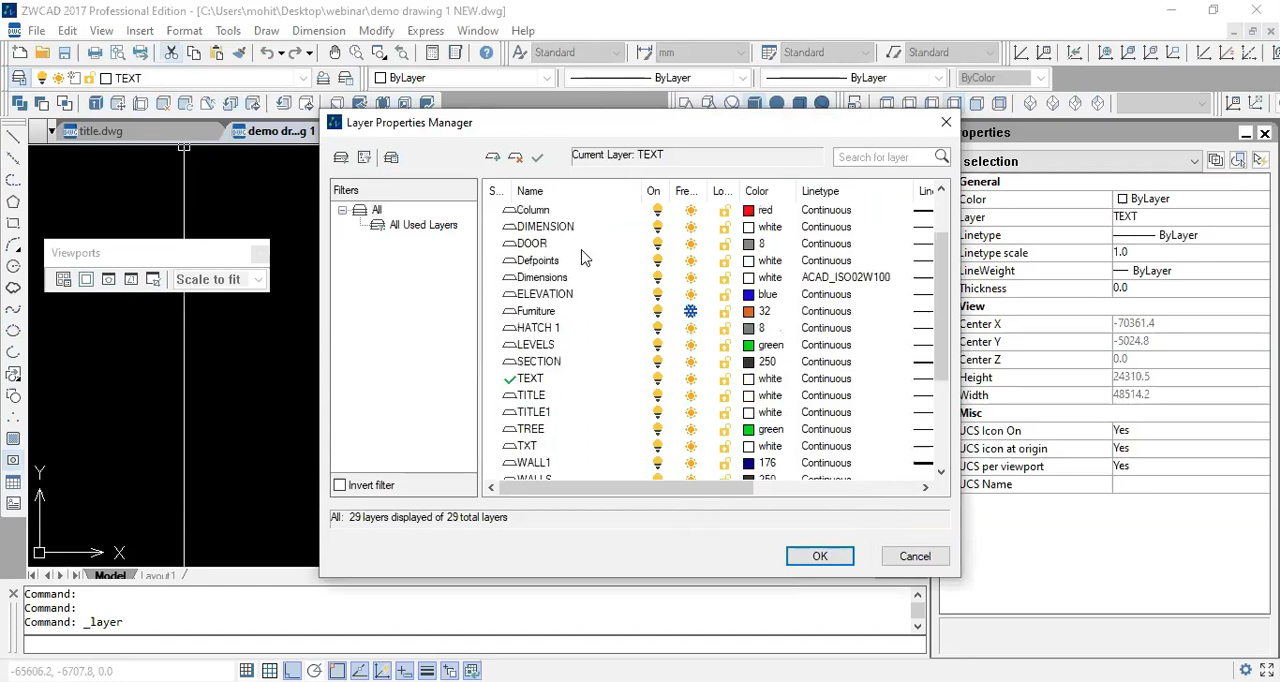 ZWCAD 2017 Professional Edition - [C:\Users\mohit\Desktop\webinar\demo drawing 1 NEW.dwg]
File Edit View Insert Format Tools Draw Dimension Modify Express Window Help
Standard mm Standard Standard
TEXT ByLayer ByLayer ByLayer ByColor
title.dwg demo dr...g 1
Layer Properties Manager
Current Layer: TEXT
Search for layer
Filters
All
All Used Layers
Invert filter
S... Name On Fre... Lo... Color Linetype Lin
Column red Continuous
DIMENSION white Continuous
DOOR 8 Continuous
Defpoints white Continuous
Dimensions white ACAD_ISO02W100
ELEVATION blue Continuous
Furniture 32 Continuous
HATCH 1 8 Continuous
LEVELS green Continuous
SECTION 250 Continuous
TEXT white Continuous
TITLE white Continuous
TITLE1 white Continuous
TREE green Continuous
TXT white Continuous
WALL1 176 Continuous
WALLS 250 Continuous
All: 29 layers displayed of 29 total layers
OK Cancel
Viewports
Scale to fit
Y
X
Model Layout1
Command:
Command:
Command: _layer
-65606.2, -6707.8, 0.0
operties
selection
General
Color ByLayer
Layer TEXT
Linetype ByLayer
Linetype scale 1.0
LineWeight ByLayer
Thickness 0.0
View
Center X -70361.4
Center Y -5024.8
Center Z 0.0
Height 24310.5
Width 48514.2
Misc
UCS Icon On Yes
UCS icon at origin Yes
UCS per viewport Yes
UCS Name